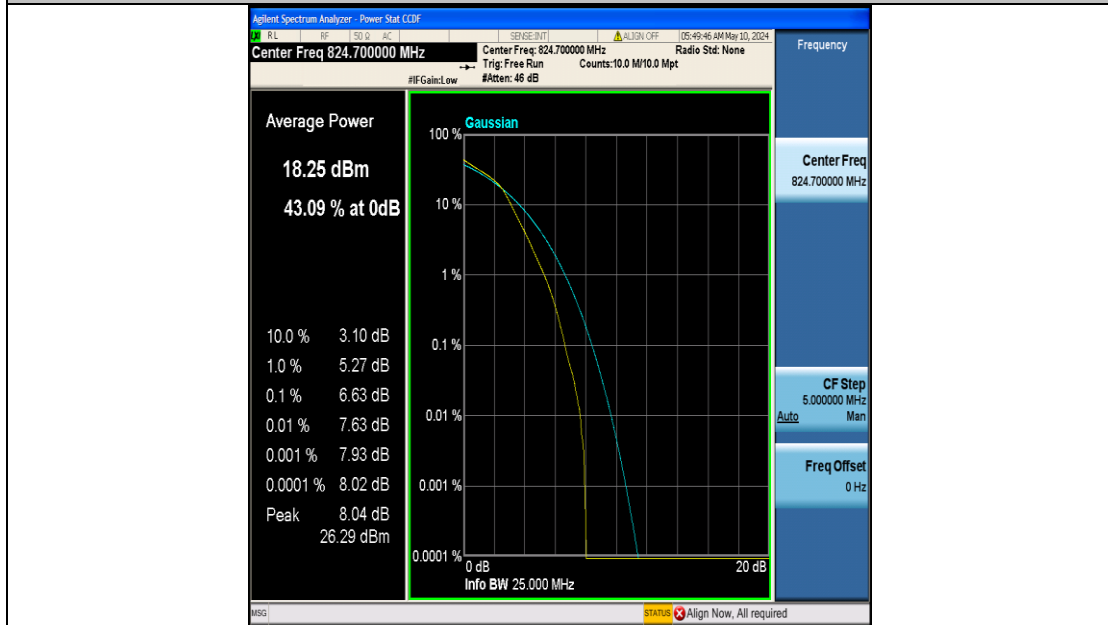 Agilent Spectrum Analyzer - Power Stat CCDF
RL RF 50 Ω AC SENSE:INT ALIGN OFF 05:49:46 AM May 10, 2024
Center Freq 824.700000 MHz
Center Freq: 824.700000 MHz Radio Std: None
Trig: Free Run Counts:10.0 M/10.0 Mpt
#IFGain:Low #Atten: 46 dB
Frequency
Average Power
18.25 dBm
43.09 % at 0dB
10.0 % 3.10 dB
1.0 % 5.27 dB
0.1 % 6.63 dB
0.01 % 7.63 dB
0.001 % 7.93 dB
0.0001 % 8.02 dB
Peak 8.04 dB
26.29 dBm
Gaussian
100 %
10 %
1 %
0.1 %
0.01 %
0.001 %
0.0001 %
0 dB 20 dB
Info BW 25.000 MHz
Center Freq
824.700000 MHz
CF Step
5.000000 MHz
Auto Man
Freq Offset
0 Hz
MSG STATUS Align Now, All required